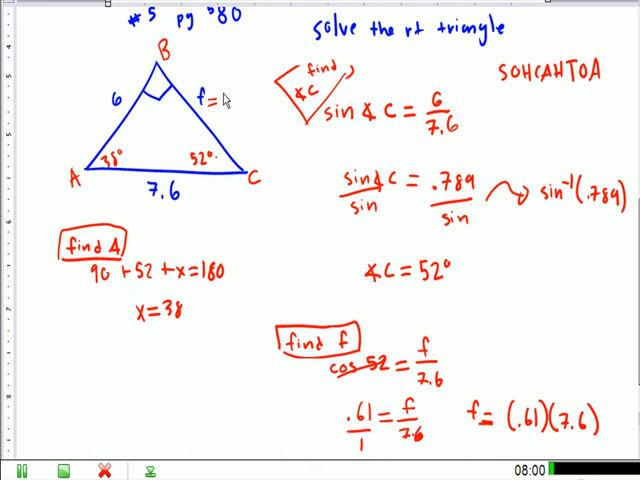 #5 pg 580
solve the rt triangle
B
6
f=
A
38°
52°
C
7.6
find ∡C
SOHCAHTOA
sin ∡ C = 6/7.6
sin∡C/sin = .789/sin
sin⁻¹(.789)
∡C = 52°
find A
90 + 52 + x = 180
x = 38
find f
cos 52 = f/7.6
.61/1 = f/7.6
f = (.61)(7.6)
08:00